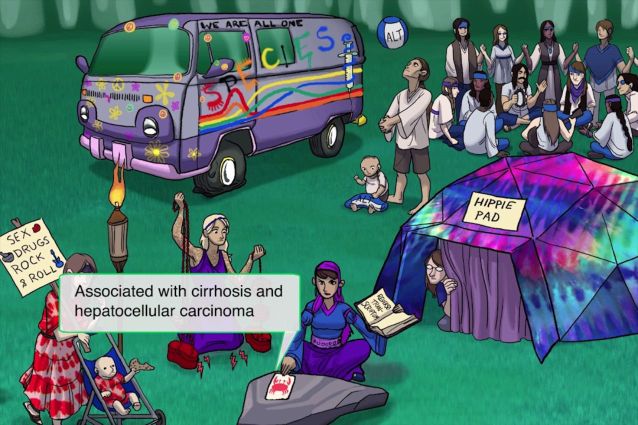 WE ARE ALL ONE
SPECIES
ALT
HIPPIE
PAD
SEX
DRUGS
ROCK
& ROLL
Associated with cirrhosis and
hepatocellular carcinoma